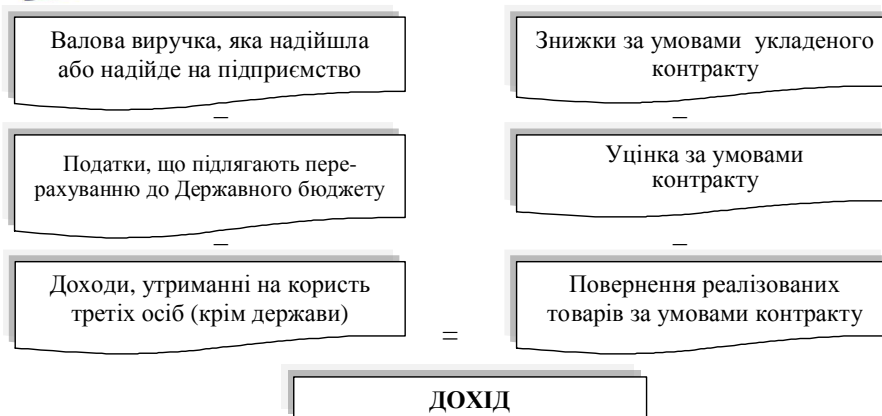 Валова виручка, яка надійшла
або надійде на підприємство
–
Податки, що підлягають пере-
рахуванню до Державного бюджету
–
Доходи, утриманні на користь
третіх осіб (крім держави)
Знижки за умовами укладеного
контракту
–
Уцінка за умовами
контракту
–
Повернення реалізованих
товарів за умовами контракту
=
ДОХІД